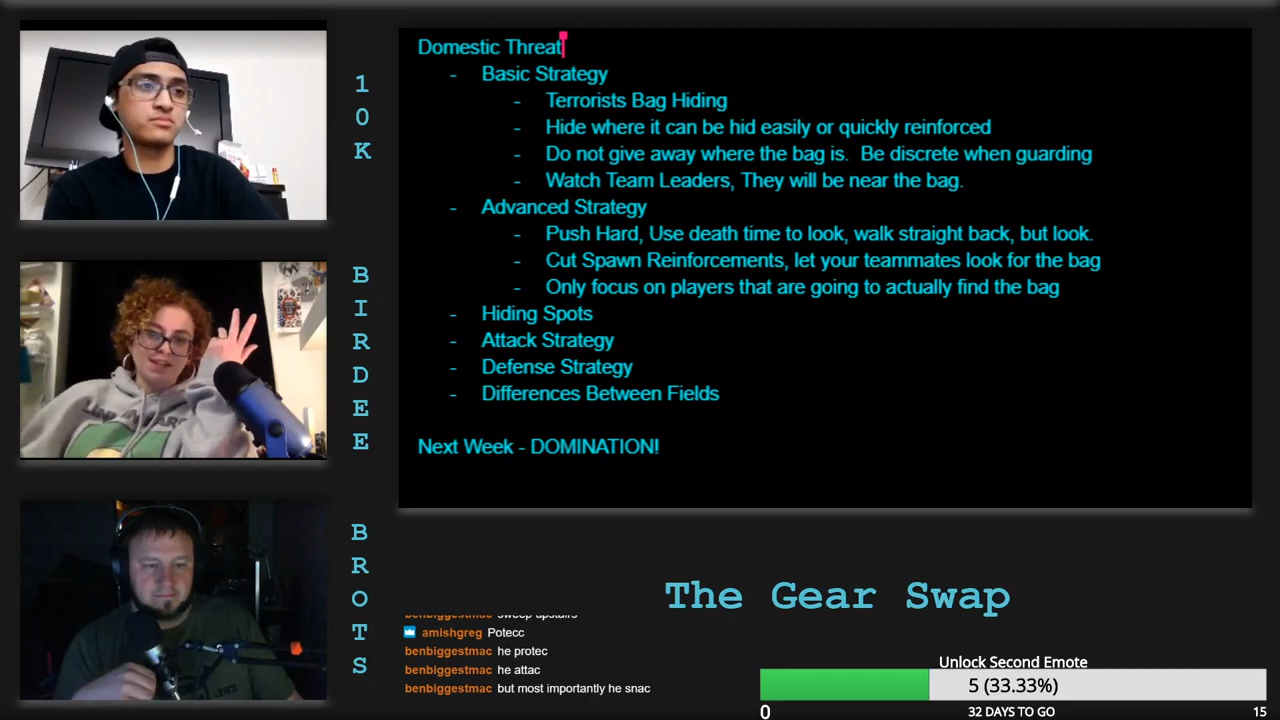 10K
Domestic Threat
- Basic Strategy
- Terrorists Bag Hiding
- Hide where it can be hid easily or quickly reinforced
- Do not give away where the bag is.  Be discrete when guarding
- Watch Team Leaders, They will be near the bag.
- Advanced Strategy
- Push Hard, Use death time to look, walk straight back, but look.
- Cut Spawn Reinforcements, let your teammates look for the bag
- Only focus on players that are going to actually find the bag
- Hiding Spots
- Attack Strategy
- Defense Strategy
- Differences Between Fields
Next Week - DOMINATION!
BIRDEE
BROTS
The Gear Swap
benbiggestmac sweep upstairs
amishgreg Potecc
benbiggestmac he protec
benbiggestmac he attac
benbiggestmac but most importantly he snac
Unlock Second Emote
5 (33.33%)
0 32 DAYS TO GO 15